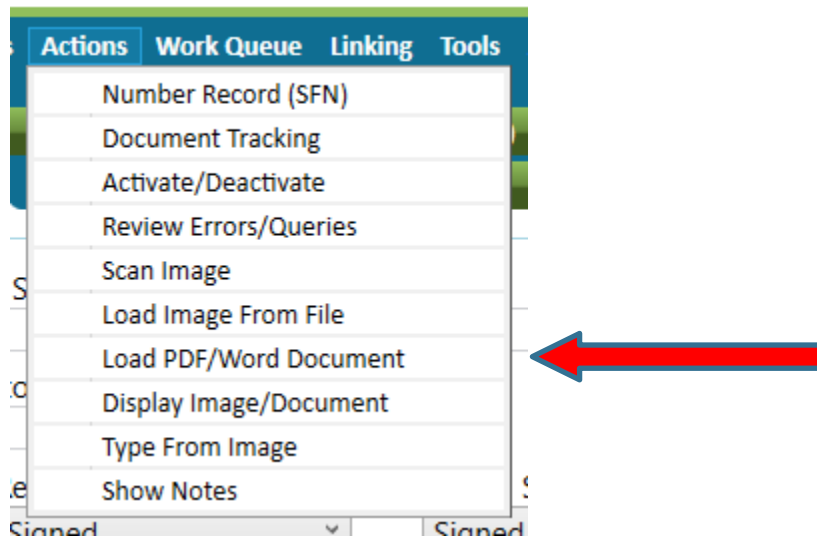 Actions Work Queue Linking Tools
Number Record (SFN)
Document Tracking
Activate/Deactivate
Review Errors/Queries
Scan Image
Load Image From File
Load PDF/Word Document
Display Image/Document
Type From Image
Show Notes
Signed Signed